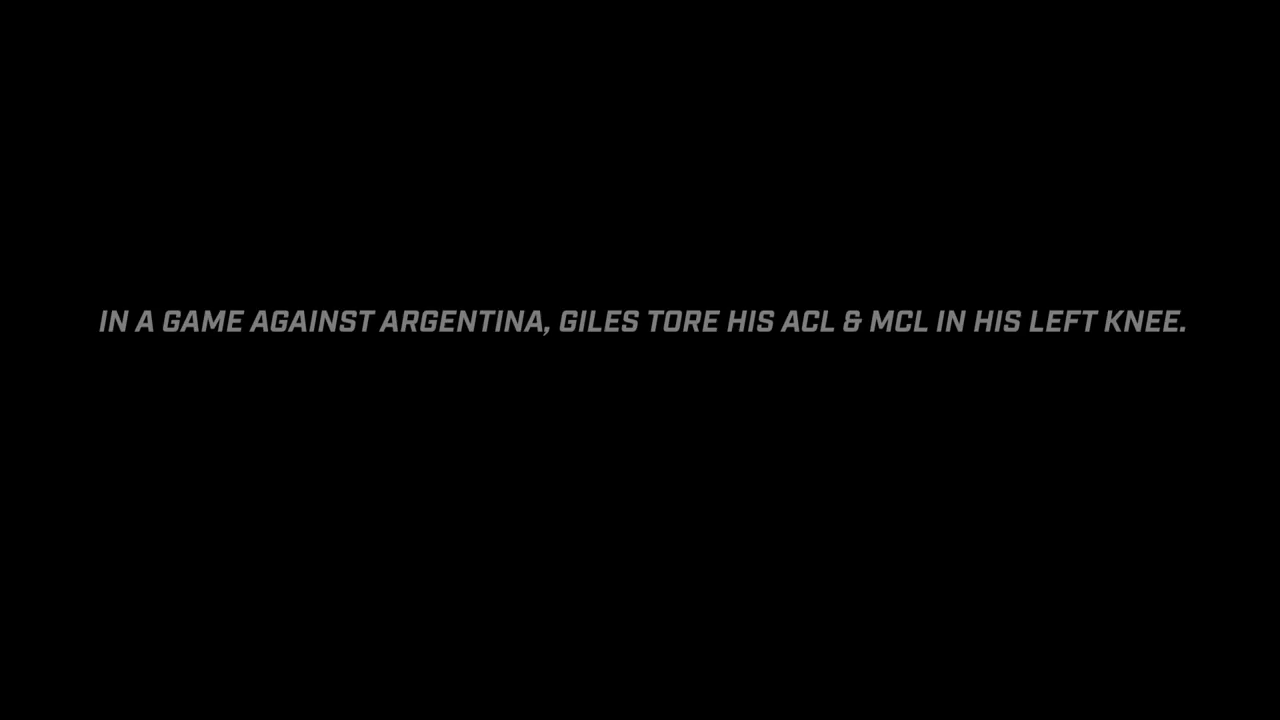 IN A GAME AGAINST ARGENTINA, GILES TORE HIS ACL & MCL IN HIS LEFT KNEE.